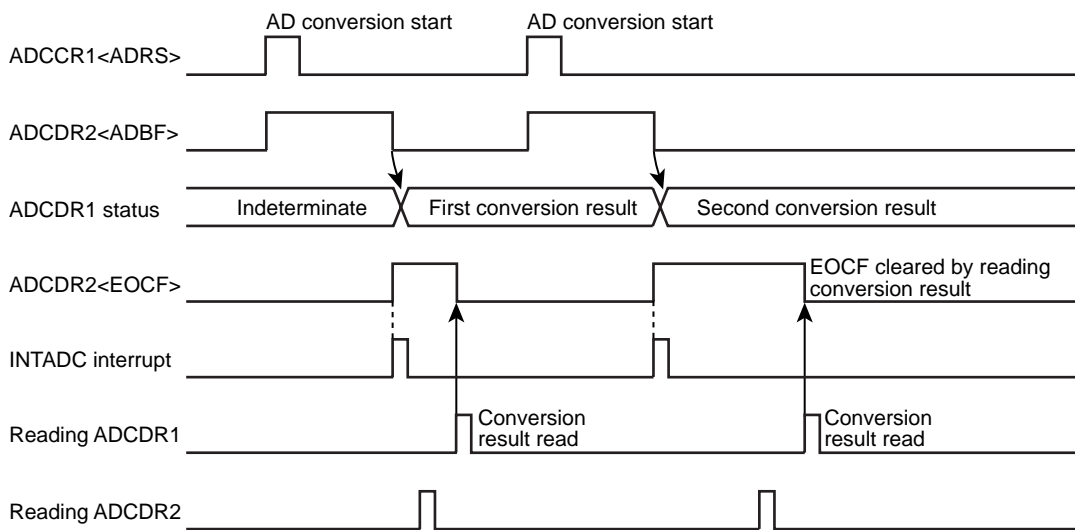 AD conversion start
AD conversion start
ADCCR1<ADRS>
ADCDR2<ADBF>
ADCDR1 status
Indeterminate
First conversion result
Second conversion result
ADCDR2<EOCF>
EOCF cleared by reading
conversion result
INTADC interrupt
Reading ADCDR1
Conversion
result read
Conversion
result read
Reading ADCDR2